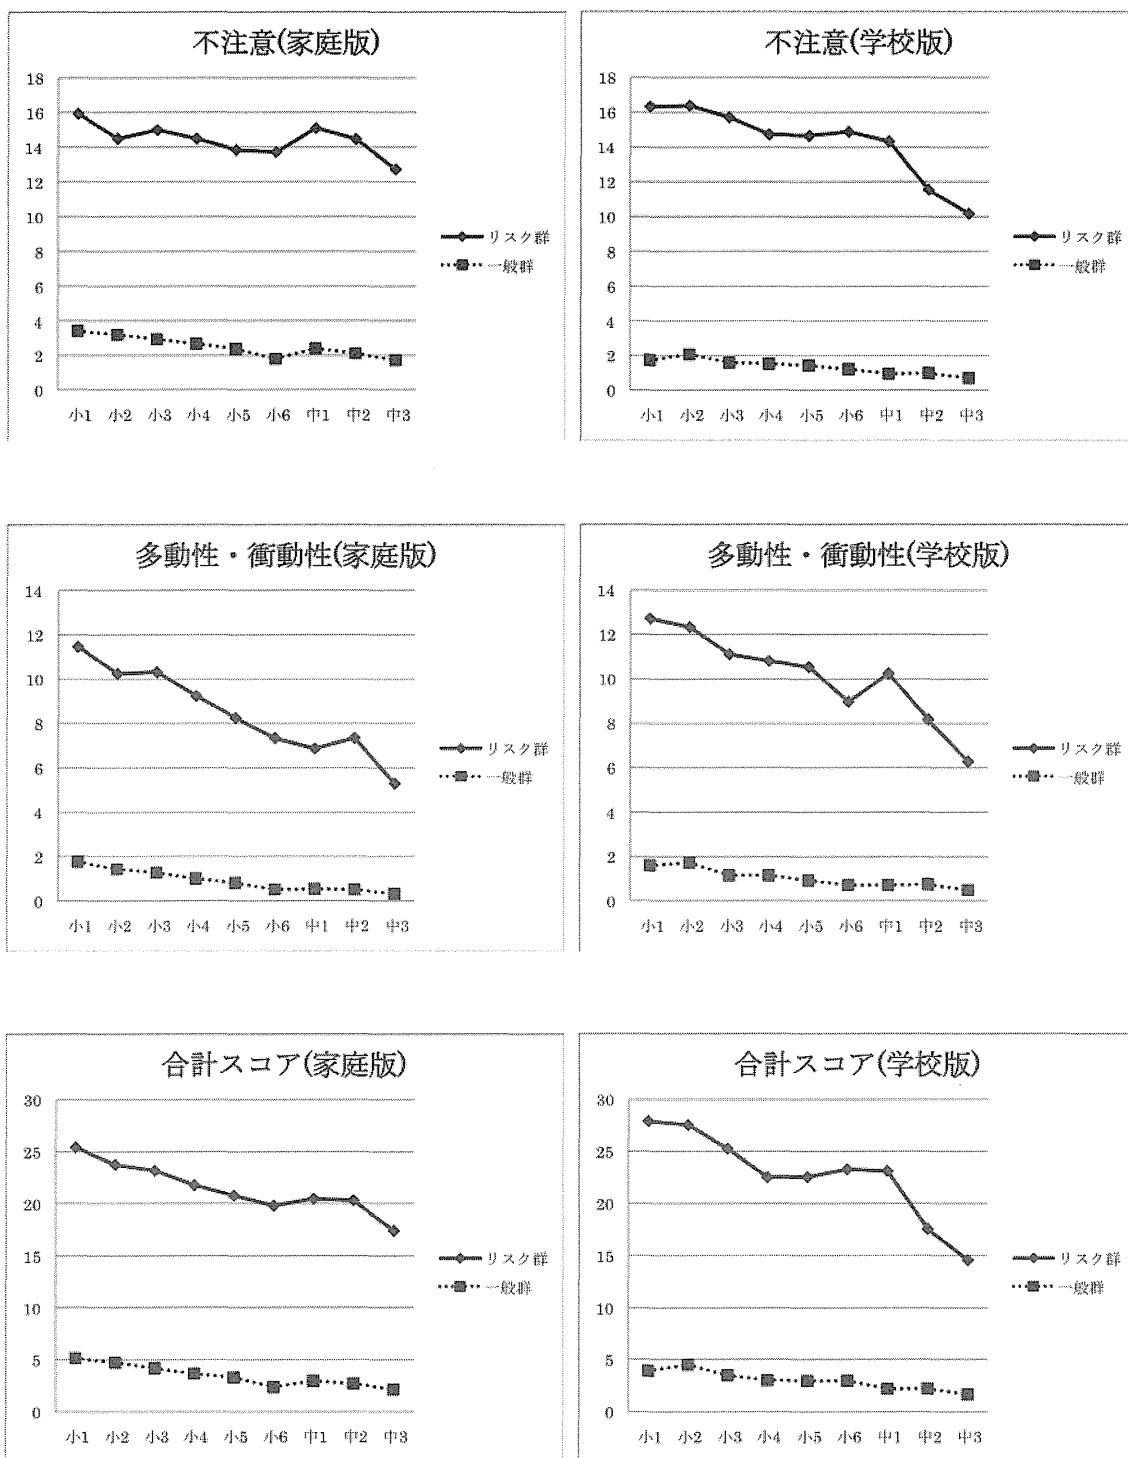 不注意(家庭版)
18
16
14
12
10
8
6
4
2
0
小1 小2 小3 小4 小5 小6 中1 中2 中3
リスク群
一般群
不注意(学校版)
18
16
14
12
10
8
6
4
2
0
小1 小2 小3 小4 小5 小6 中1 中2 中3
リスク群
一般群
多動性・衝動性(家庭版)
14
12
10
8
6
4
2
0
小1 小2 小3 小4 小5 小6 中1 中2 中3
リスク群
一般群
多動性・衝動性(学校版)
14
12
10
8
6
4
2
0
小1 小2 小3 小4 小5 小6 中1 中2 中3
リスク群
一般群
合計スコア(家庭版)
30
25
20
15
10
5
0
小1 小2 小3 小4 小5 小6 中1 中2 中3
リスク群
一般群
合計スコア(学校版)
30
25
20
15
10
5
0
小1 小2 小3 小4 小5 小6 中1 中2 中3
リスク群
一般群